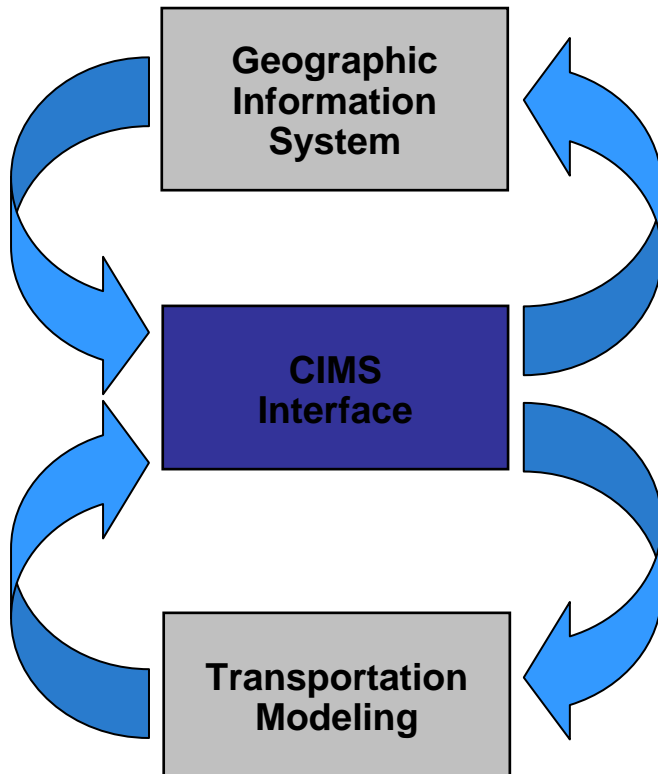 Geographic
Information
System
CIMS
Interface
Transportation
Modeling